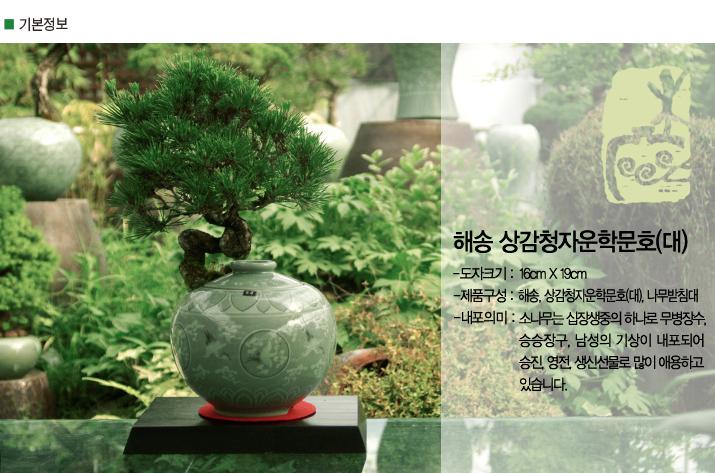 기본정보
해송 상감청자운학문호(대)
-도자크기 : 16cm X 19cm
-제품구성 : 해송, 상감청자운학문호(대), 나무받침대
-내포의미 : 소나무는 십장생중의 하나로 무병장수,
승승장구, 남성의 기상이 내포되어
승진, 영전, 생신선물로 많이 애용하고
있습니다.